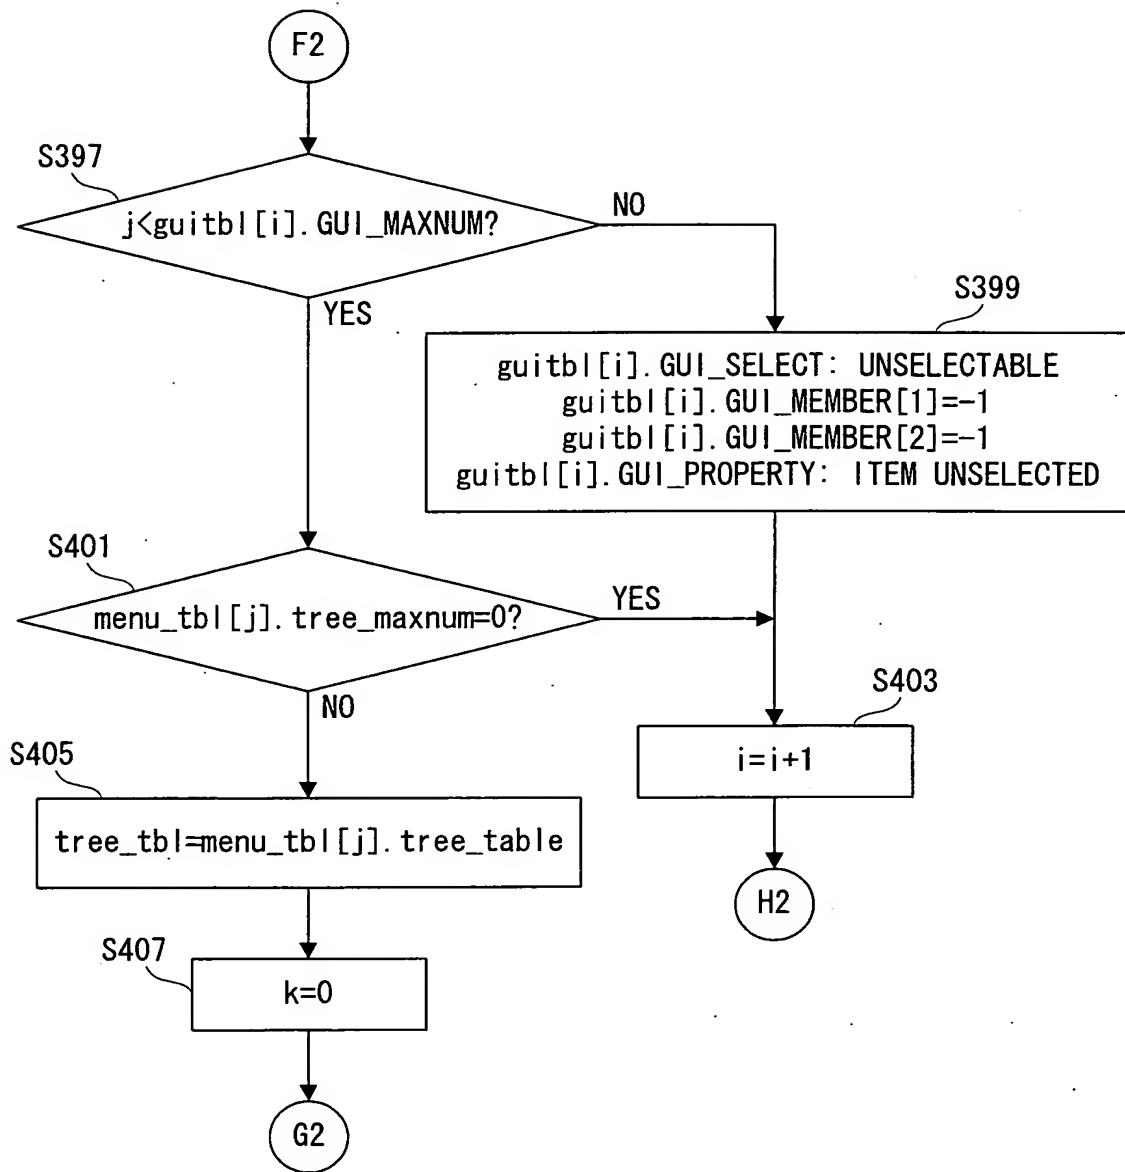 F2
S397
j<guitbl[i].GUI_MAXNUM?
NO
YES
S399
guitbl[i].GUI_SELECT: UNSELECTABLE
guitbl[i].GUI_MEMBER[1]=-1
guitbl[i].GUI_MEMBER[2]=-1
guitbl[i].GUI_PROPERTY: ITEM UNSELECTED
S401
menu_tbl[j].tree_maxnum=0?
YES
NO
S403
i=i+1
S405
tree_tbl=menu_tbl[j].tree_table
H2
S407
k=0
G2